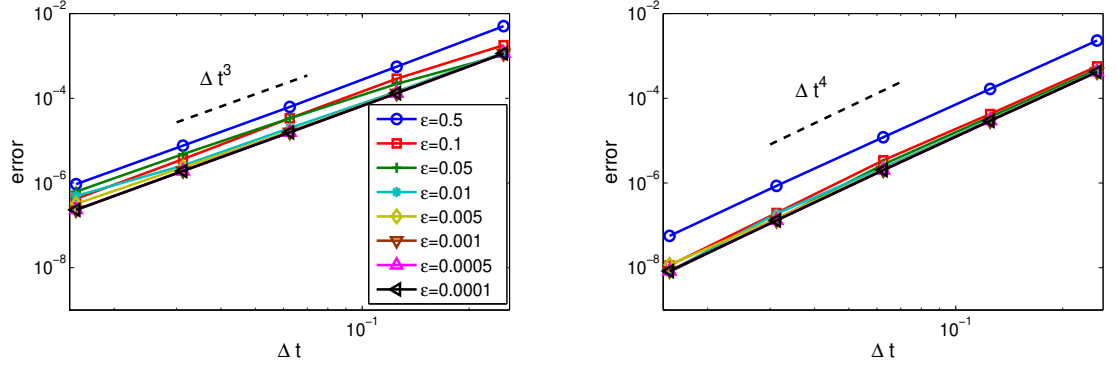 10⁻²
10⁻⁴
10⁻⁶
10⁻⁸
error
Δ t³
ε=0.5
ε=0.1
ε=0.05
ε=0.01
ε=0.005
ε=0.001
ε=0.0005
ε=0.0001
10⁻¹
Δ t
10⁻²
10⁻⁴
10⁻⁶
10⁻⁸
error
Δ t⁴
10⁻¹
Δ t